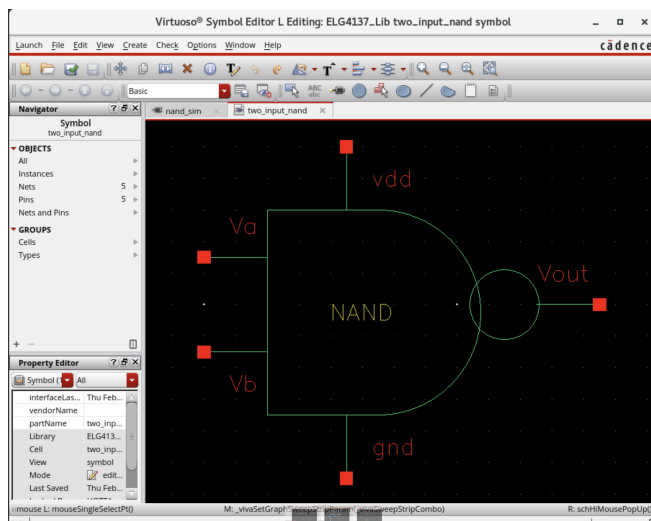 Virtuoso® Symbol Editor L Editing: ELG4137_Lib two_input_nand symbol
Launch File Edit View Create Check Options Window Help
cādence
Basic
Navigator
nand_sim
two_input_nand
Symbol
two_input_nand
OBJECTS
All
Instances
Nets 5
Pins 5
Nets and Pins
GROUPS
Cells
Types
vdd
Va
Vout
NAND
Vb
gnd
Property Editor
Symbol (1 All
interfaceLas... Thu Feb...
vendorName
partName two_inp...
Library ELG413...
Cell two_inp...
View symbol
Mode edit...
Last Saved Thu Feb...
mouse L: mouseSingleSelectPt()
M: _vivaSetGraphSweepStripParam(_vivaSweepStripCombo)
R: schHiMousePopUp()